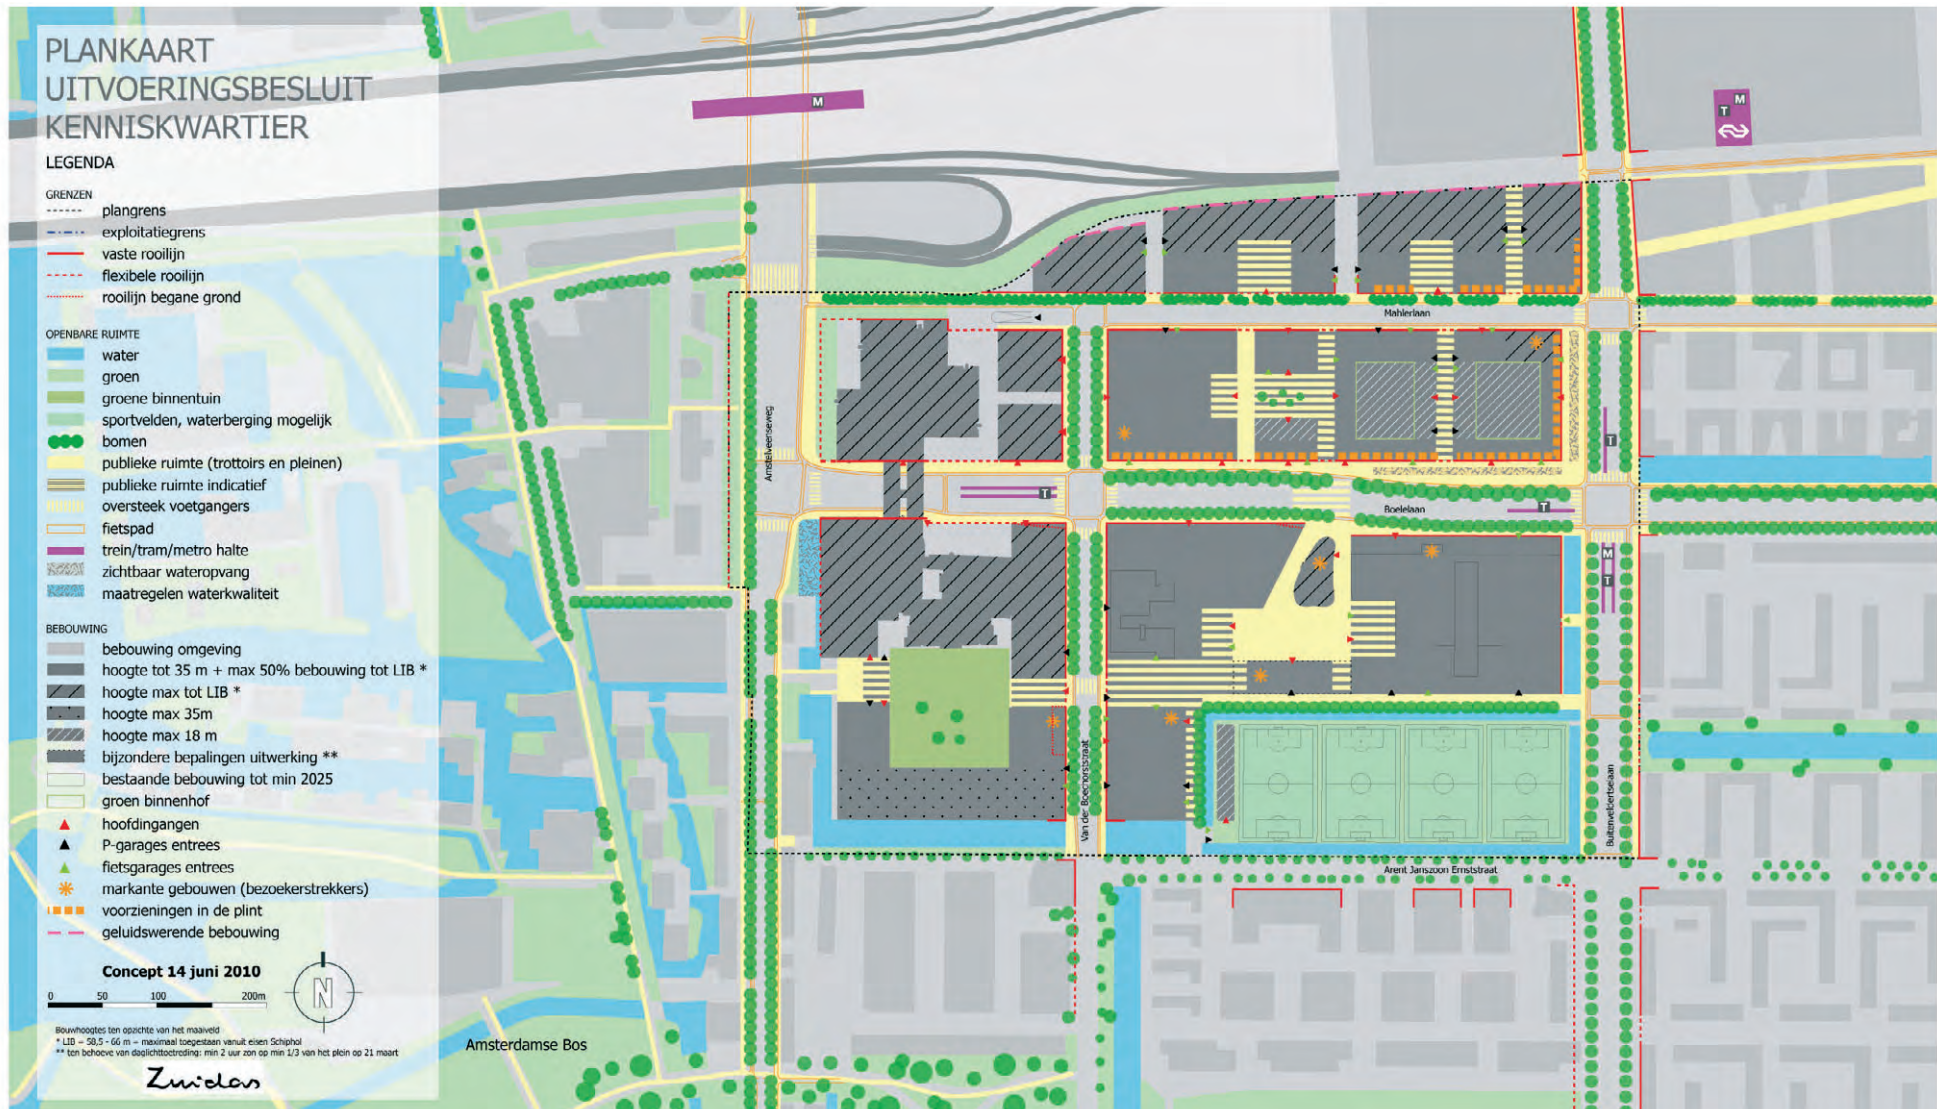 PLANKAART
UITVOERINGSBESLUIT
KENNISKWARTIER
LEGENDA
GRENZEN
plangrens
exploitatiegrens
vaste rooilijn
flexibele rooilijn
rooilijn begane grond
OPENBARE RUIMTE
water
groen
groene binnentuin
sportvelden, waterberging mogelijk
bomen
publieke ruimte (trottoirs en pleinen)
publieke ruimte indicatief
oversteek voetgangers
fietspad
trein/tram/metro halte
zichtbaar wateropvang
maatregelen waterkwaliteit
BEBOUWING
bebouwing omgeving
hoogte tot 35 m + max 50% bebouwing tot LIB *
hoogte max tot LIB *
hoogte max 35m
hoogte max 18 m
bijzondere bepalingen uitwerking **
bestaande bebouwing tot min 2025
groen binnenhof
hoofdingangen
P-garages entrees
fietsgarages entrees
markante gebouwen (bezoekerstrekkers)
voorzieningen in de plint
geluidswerende bebouwing
Concept 14 juni 2010
0 50 100 200m
N
Bouwhoogtes ten opzichte van het maaiveld
* LIB = 58,5 - 66 m = maximaal toegestaan vanuit eisen Schiphol
** ten behoeve van daglichttoetreding: min 2 uur zon op min 1/3 van het plein op 21 maart
Zuidas
M
M
T
Mahlerlaan
Amstelveenseweg
T
T
Boelelaan
T
M
T
Van der Boechorststraat
Buitenveldertselaan
Arent Janszoon Ernststraat
Amsterdamse Bos